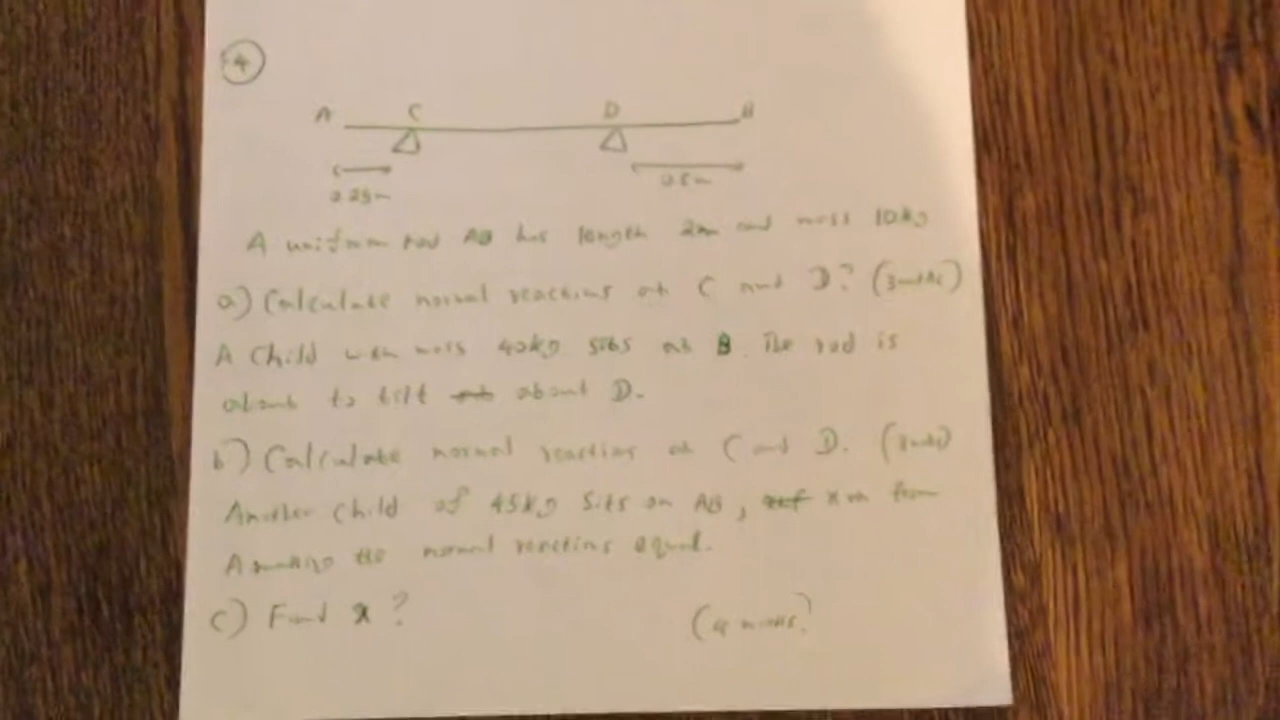 4
A C D B
0.25m 0.5m
A uniform rod AB has length 2m and mass 10kg
a) Calculate normal reactions at C and D? (3 marks)
A Child with mass 40kg sits at B. The rod is
about to tilt about D.
b) Calculate normal reactions at C and D. (3 marks)
Another child of 45kg sits on AB, x m from
A making the normal reactions equal.
c) Find x? (4 marks)